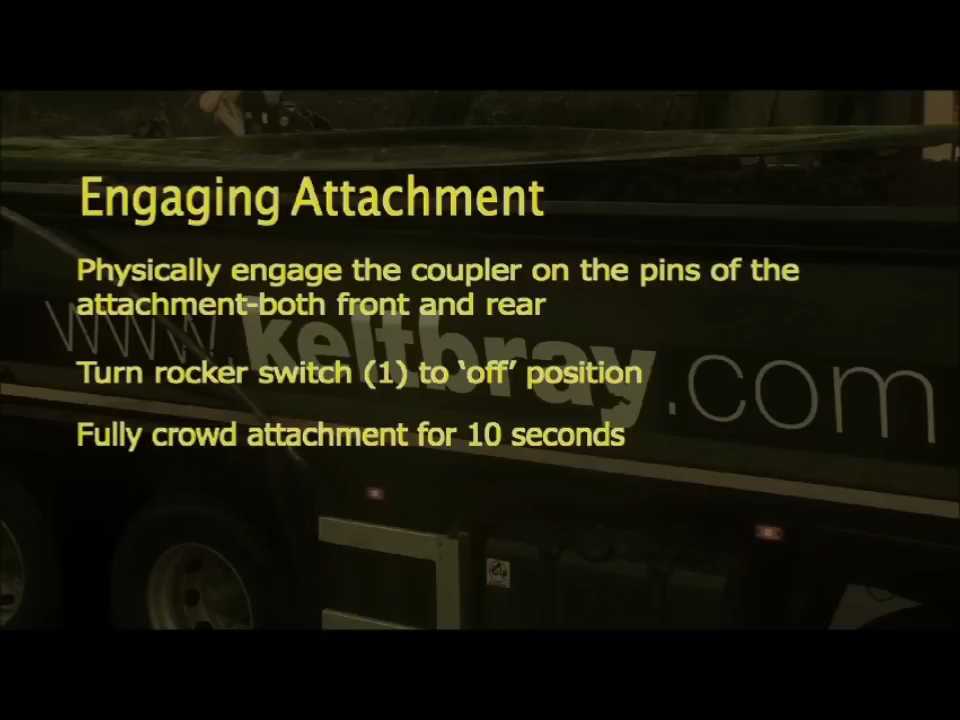 Engaging Attachment
Physically engage the coupler on the pins of the
attachment-both front and rear
www.keltbray.com
Turn rocker switch (1) to ‘off’ position
Fully crowd attachment for 10 seconds